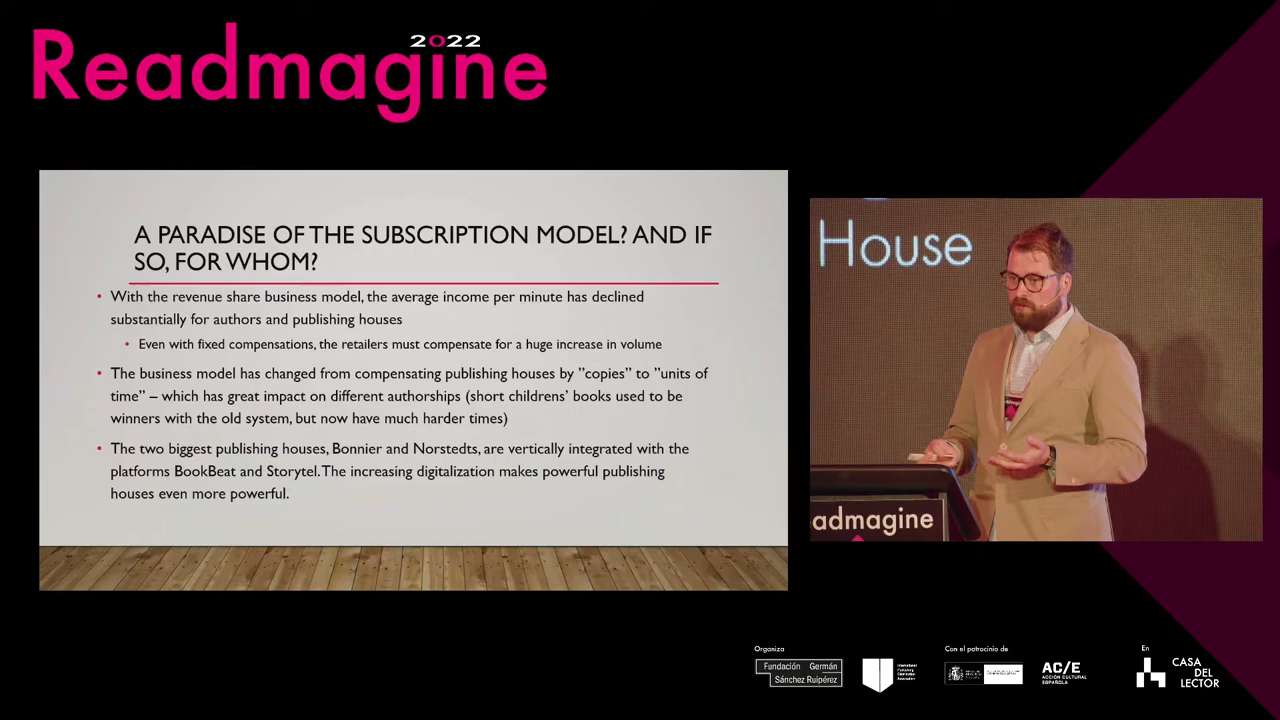 2022
Readmagine
A PARADISE OF THE SUBSCRIPTION MODEL? AND IF
SO, FOR WHOM?
• With the revenue share business model, the average income per minute has declined
substantially for authors and publishing houses
• Even with fixed compensations, the retailers must compensate for a huge increase in volume
• The business model has changed from compensating publishing houses by ”copies” to ”units of
time” – which has great impact on different authorships (short childrens’ books used to be
winners with the old system, but now have much harder times)
• The two biggest publishing houses, Bonnier and Norstedts, are vertically integrated with the
platforms BookBeat and Storytel. The increasing digitalization makes powerful publishing
houses even more powerful.
House
eadmagine
Organiza
Fundación Germán
Sánchez Ruipérez
International
Publishing
Distribution
Association
Con el patrocinio de
AC/E
ACCIÓN CULTURAL
ESPAÑOLA
En
CASA
DEL
LECTOR